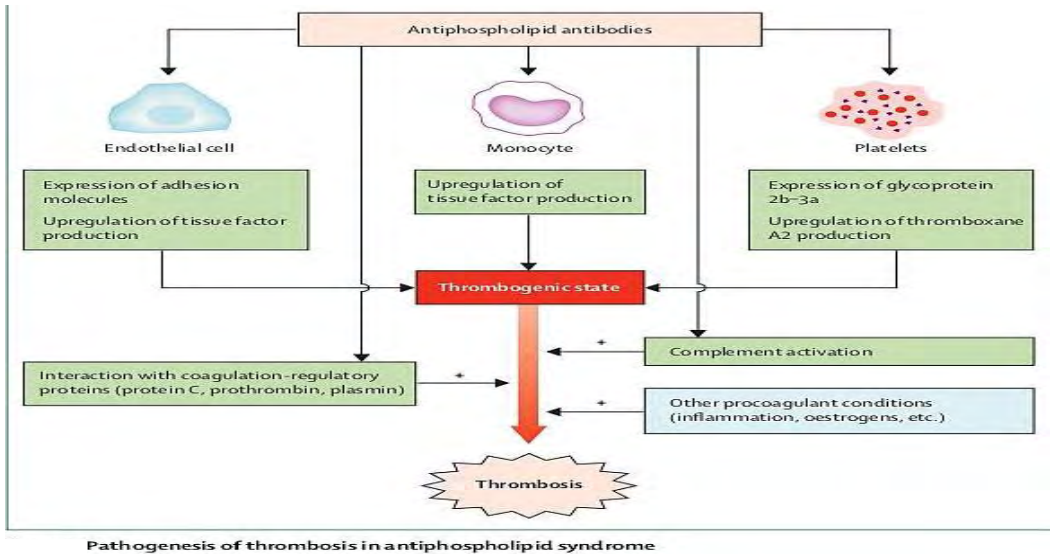 Antiphospholipid antibodies
Endothelial cell
Monocyte
Platelets
Expression of adhesion
molecules
Upregulation of tissue factor
production
Upregulation of
tissue factor production
Expression of glycoprotein
2b–3a
Upregulation of thromboxane
A2 production
Thrombogenic state
+
Complement activation
Interaction with coagulation-regulatory
proteins (protein C, prothrombin, plasmin)
+
+
Other procoagulant conditions
(inflammation, oestrogens, etc.)
Thrombosis
Pathogenesis of thrombosis in antiphospholipid syndrome